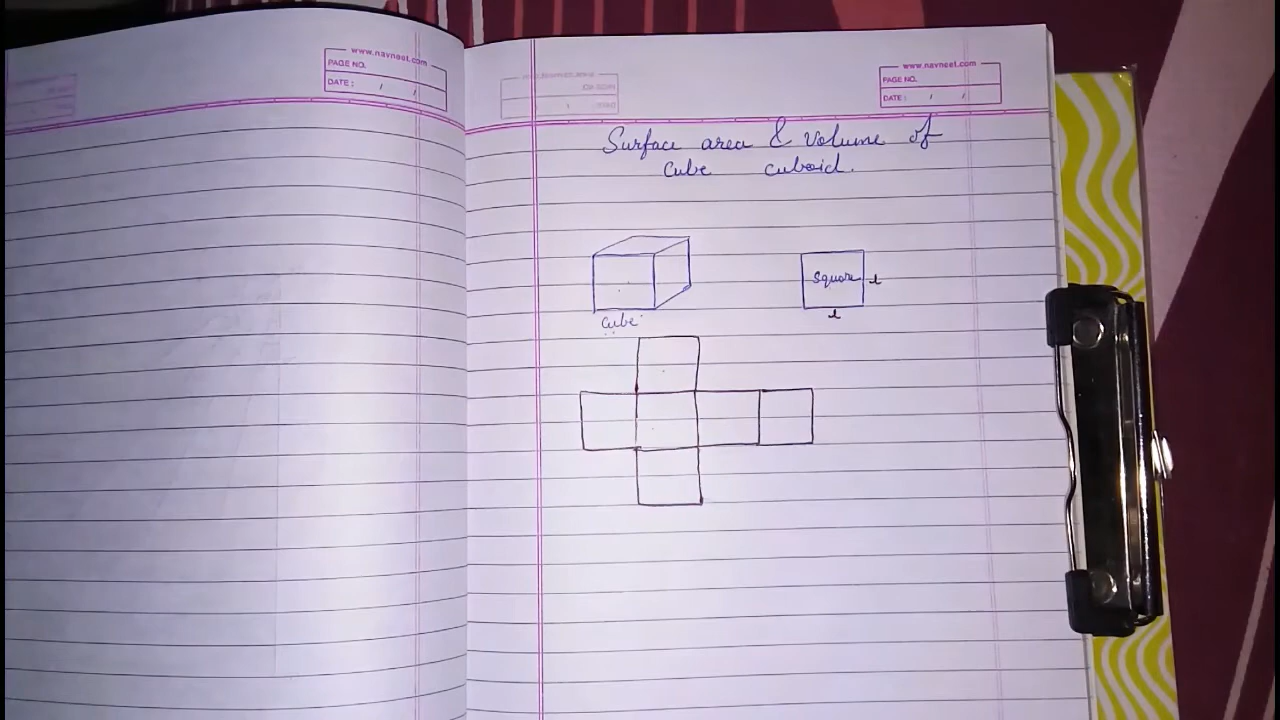 www.navneet.com
PAGE NO.
DATE : / /
www.navneet.com
PAGE NO.
DATE : / /
Surface area & Volume of
Cube cuboid.
Square l
l
Cube